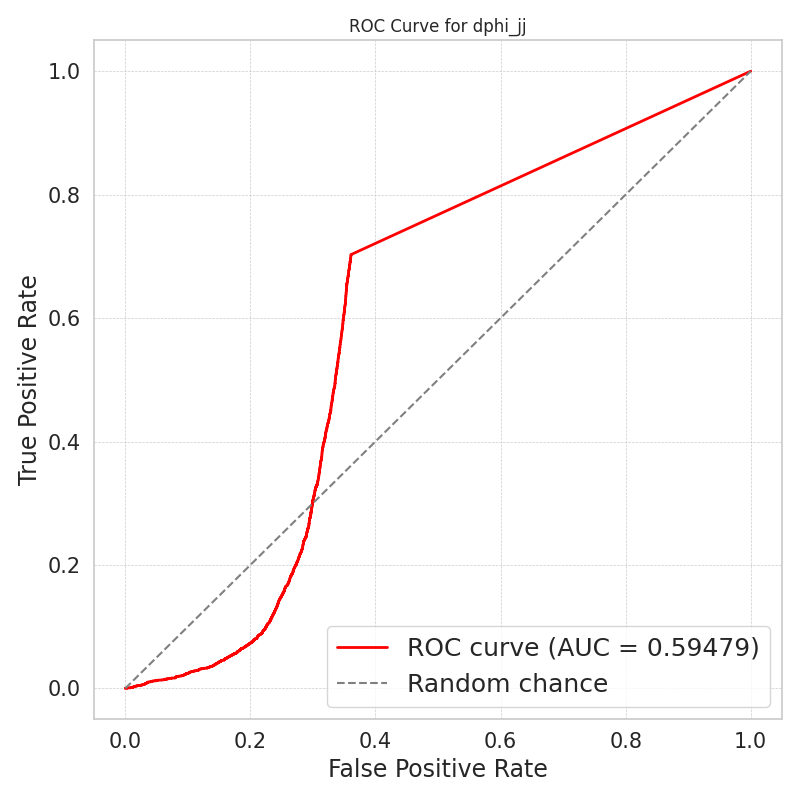 ROC Curve for dphi_jj
True Positive Rate
1.0
0.8
0.6
0.4
0.2
0.0
ROC curve (AUC = 0.59479)
Random chance
0.0 0.2 0.4 0.6 0.8 1.0
False Positive Rate